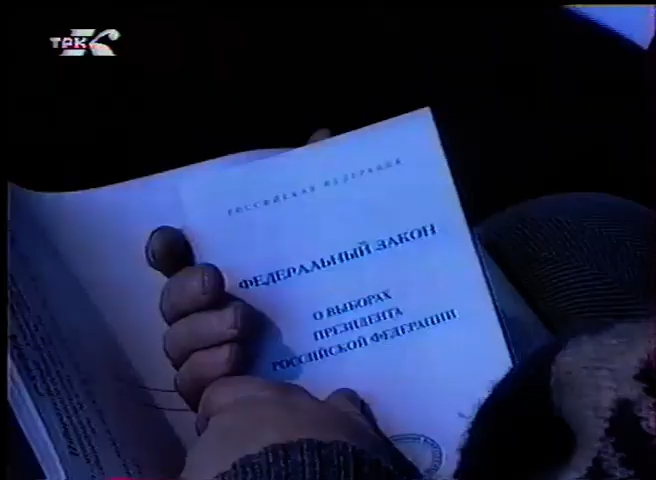 ТРК
РОССИЙСКАЯ ФЕДЕРАЦИЯ
ФЕДЕРАЛЬНЫЙ ЗАКОН
О ВЫБОРАХ
ПРЕЗИДЕНТА
РОССИЙСКОЙ ФЕДЕРАЦИИ